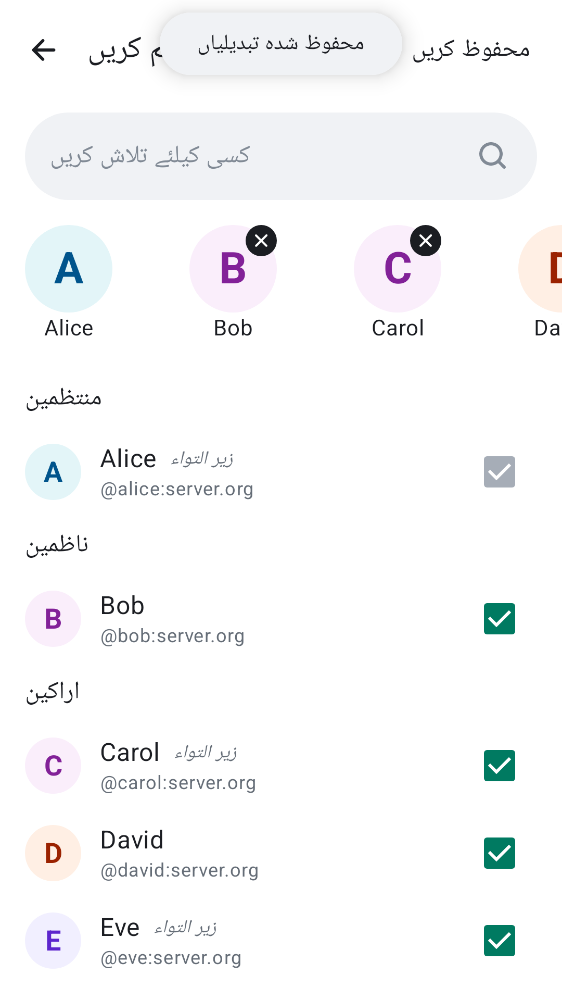 کریں
محفوظ شدہ تبدیلیاں
محفوظ کریں
کسی کیلئے تلاش کریں
A
B
C
Alice
Bob
Carol
Da
منتظمین
A
Alice زیر التواء
@alice:server.org
ناظمین
B
Bob
@bob:server.org
اراکین
C
Carol زیر التواء
@carol:server.org
D
David
@david:server.org
E
Eve زیر التواء
@eve:server.org